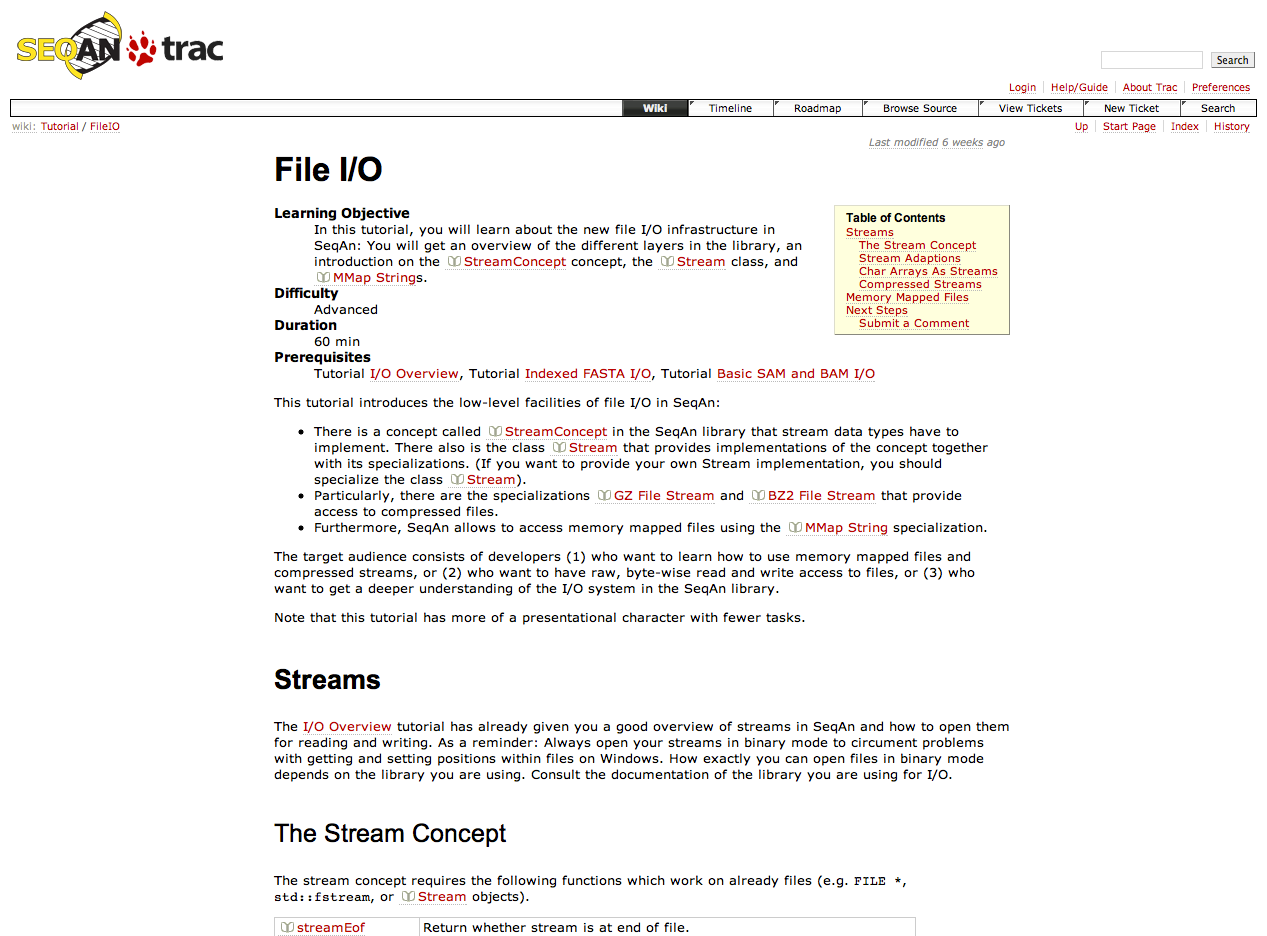 SEQAN trac
Search
Login Help/Guide About Trac Preferences
Wiki Timeline Roadmap Browse Source View Tickets New Ticket Search
wiki: Tutorial / FileIO
Up Start Page Index History
Last modified 6 weeks ago
File I/O
Learning Objective
In this tutorial, you will learn about the new file I/O infrastructure in
SeqAn: You will get an overview of the different layers in the library, an
introduction on the StreamConcept concept, the Stream class, and
MMap Strings.
Difficulty
Advanced
Duration
60 min
Prerequisites
Tutorial I/O Overview, Tutorial Indexed FASTA I/O, Tutorial Basic SAM and BAM I/O
Table of Contents
Streams
The Stream Concept
Stream Adaptions
Char Arrays As Streams
Compressed Streams
Memory Mapped Files
Next Steps
Submit a Comment
This tutorial introduces the low-level facilities of file I/O in SeqAn:
• There is a concept called StreamConcept in the SeqAn library that stream data types have to
implement. There also is the class Stream that provides implementations of the concept together
with its specializations. (If you want to provide your own Stream implementation, you should
specialize the class Stream).
• Particularly, there are the specializations GZ File Stream and BZ2 File Stream that provide
access to compressed files.
• Furthermore, SeqAn allows to access memory mapped files using the MMap String specialization.
The target audience consists of developers (1) who want to learn how to use memory mapped files and
compressed streams, or (2) who want to have raw, byte-wise read and write access to files, or (3) who
want to get a deeper understanding of the I/O system in the SeqAn library.
Note that this tutorial has more of a presentational character with fewer tasks.
Streams
The I/O Overview tutorial has already given you a good overview of streams in SeqAn and how to open them
for reading and writing. As a reminder: Always open your streams in binary mode to circument problems
with getting and setting positions within files on Windows. How exactly you can open files in binary mode
depends on the library you are using. Consult the documentation of the library you are using for I/O.
The Stream Concept
The stream concept requires the following functions which work on already files (e.g. FILE *,
std::fstream, or Stream objects).
streamEof Return whether stream is at end of file.